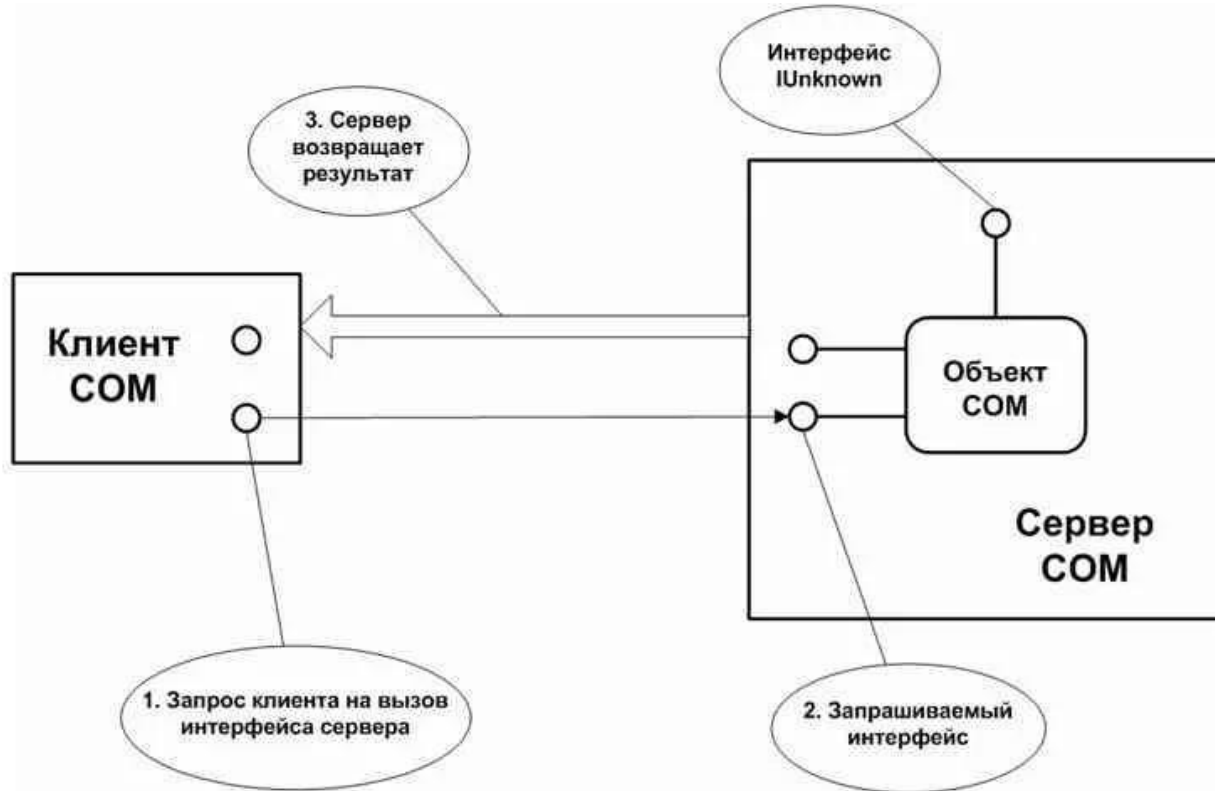 Интерфейс
IUnknown
3. Сервер
возвращает
результат
Клиент
COM
Объект
COM
Сервер
COM
1. Запрос клиента на вызов
интерфейса сервера
2. Запрашиваемый
интерфейс